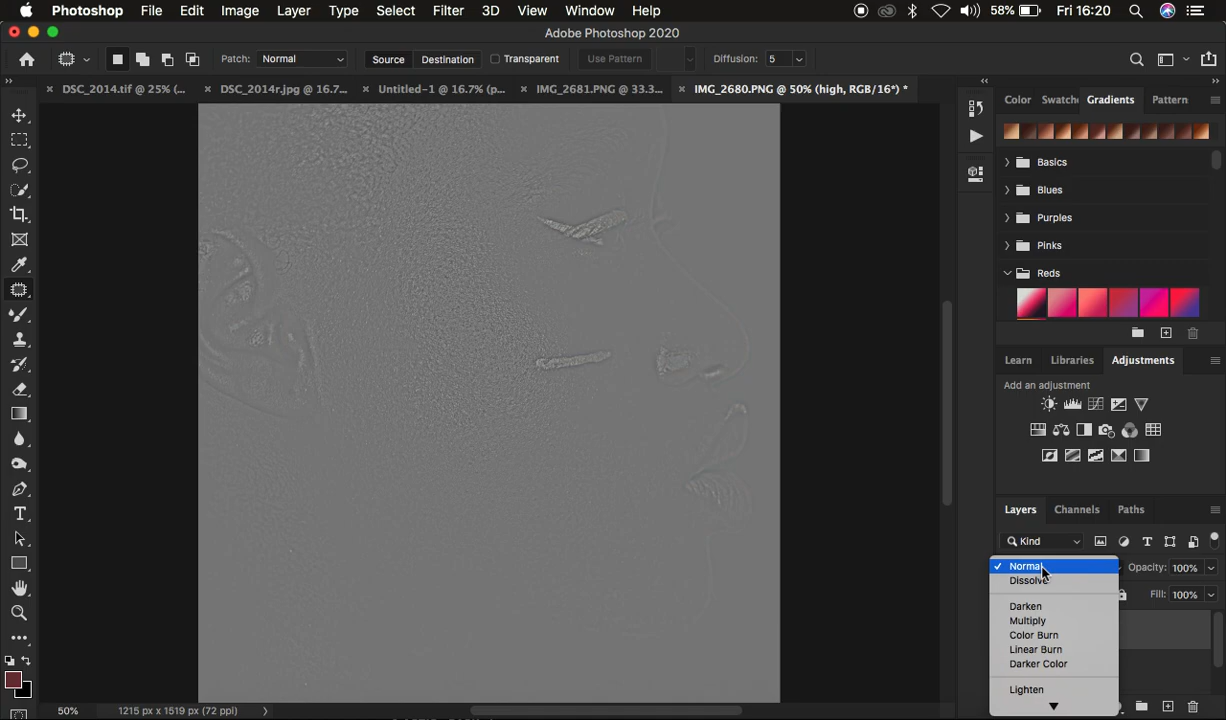 Photoshop File Edit Image Layer Type Select Filter 3D View Window Help 58% Fri 16:20
Adobe Photoshop 2020
Patch: Normal Source Destination Transparent Use Pattern Diffusion: 5
DSC_2014.tif @ 25% (... DSC_2014r.jpg @ 16.7... Untitled-1 @ 16.7% (p... IMG_2681.PNG @ 33.3... IMG_2680.PNG @ 50% (high, RGB/16*) *
Color Swatche Gradients Pattern
Basics
Blues
Purples
Pinks
Reds
Learn Libraries Adjustments
Add an adjustment
Layers Channels Paths
Kind
Normal Opacity: 100%
Dissolve
Fill: 100%
Darken
Multiply
Color Burn
Linear Burn
Darker Color
Lighten
50% 1215 px x 1519 px (72 ppi)